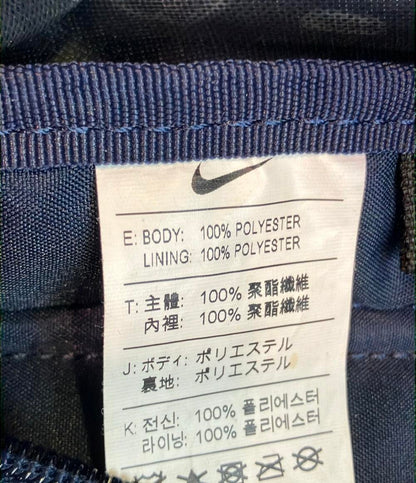 E: BODY: 100% POLYESTER
LINING: 100% POLYESTER
T: 主體: 100% 聚酯纖維
內裡: 100% 聚酯纖維
J: ボディ: ポリエステル
裏地: ポリエステル
K: 전신: 100% 폴리에스터
라이닝: 100% 폴리에스터